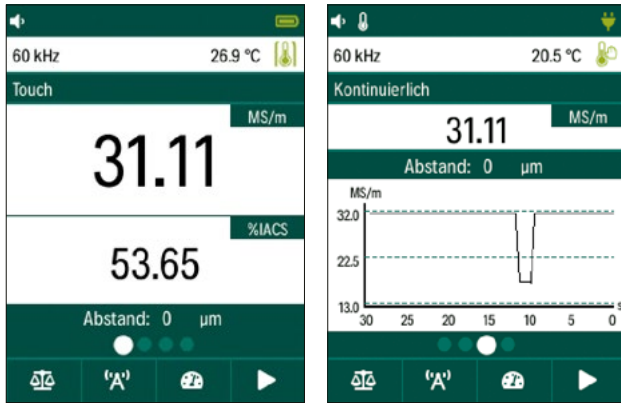 60 kHz 26.9 °C
Touch
MS/m
31.11
%IACS
53.65
Abstand: 0 µm
A
60 kHz 20.5 °C
Kontinuierlich
31.11 MS/m
Abstand: 0 µm
MS/m
32.0
22.5
13.0
30 25 20 15 10 5 0 s
A